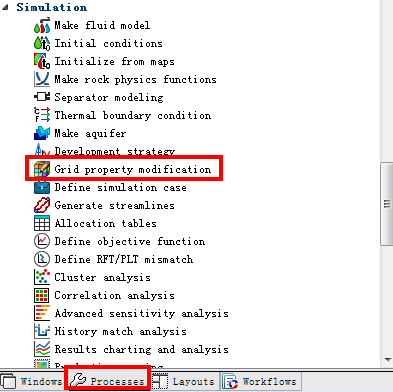 Simulation
Make fluid model
Initial conditions
Initialize from maps
Make rock physics functions
Separator modeling
Thermal boundary condition
Make aquifer
Development strategy
Grid property modification
Define simulation case
Generate streamlines
Allocation tables
Define objective function
Define RFT/PLT mismatch
Cluster analysis
Correlation analysis
Advanced sensitivity analysis
History match analysis
Results charting and analysis
Windows Processes Layouts Workflows